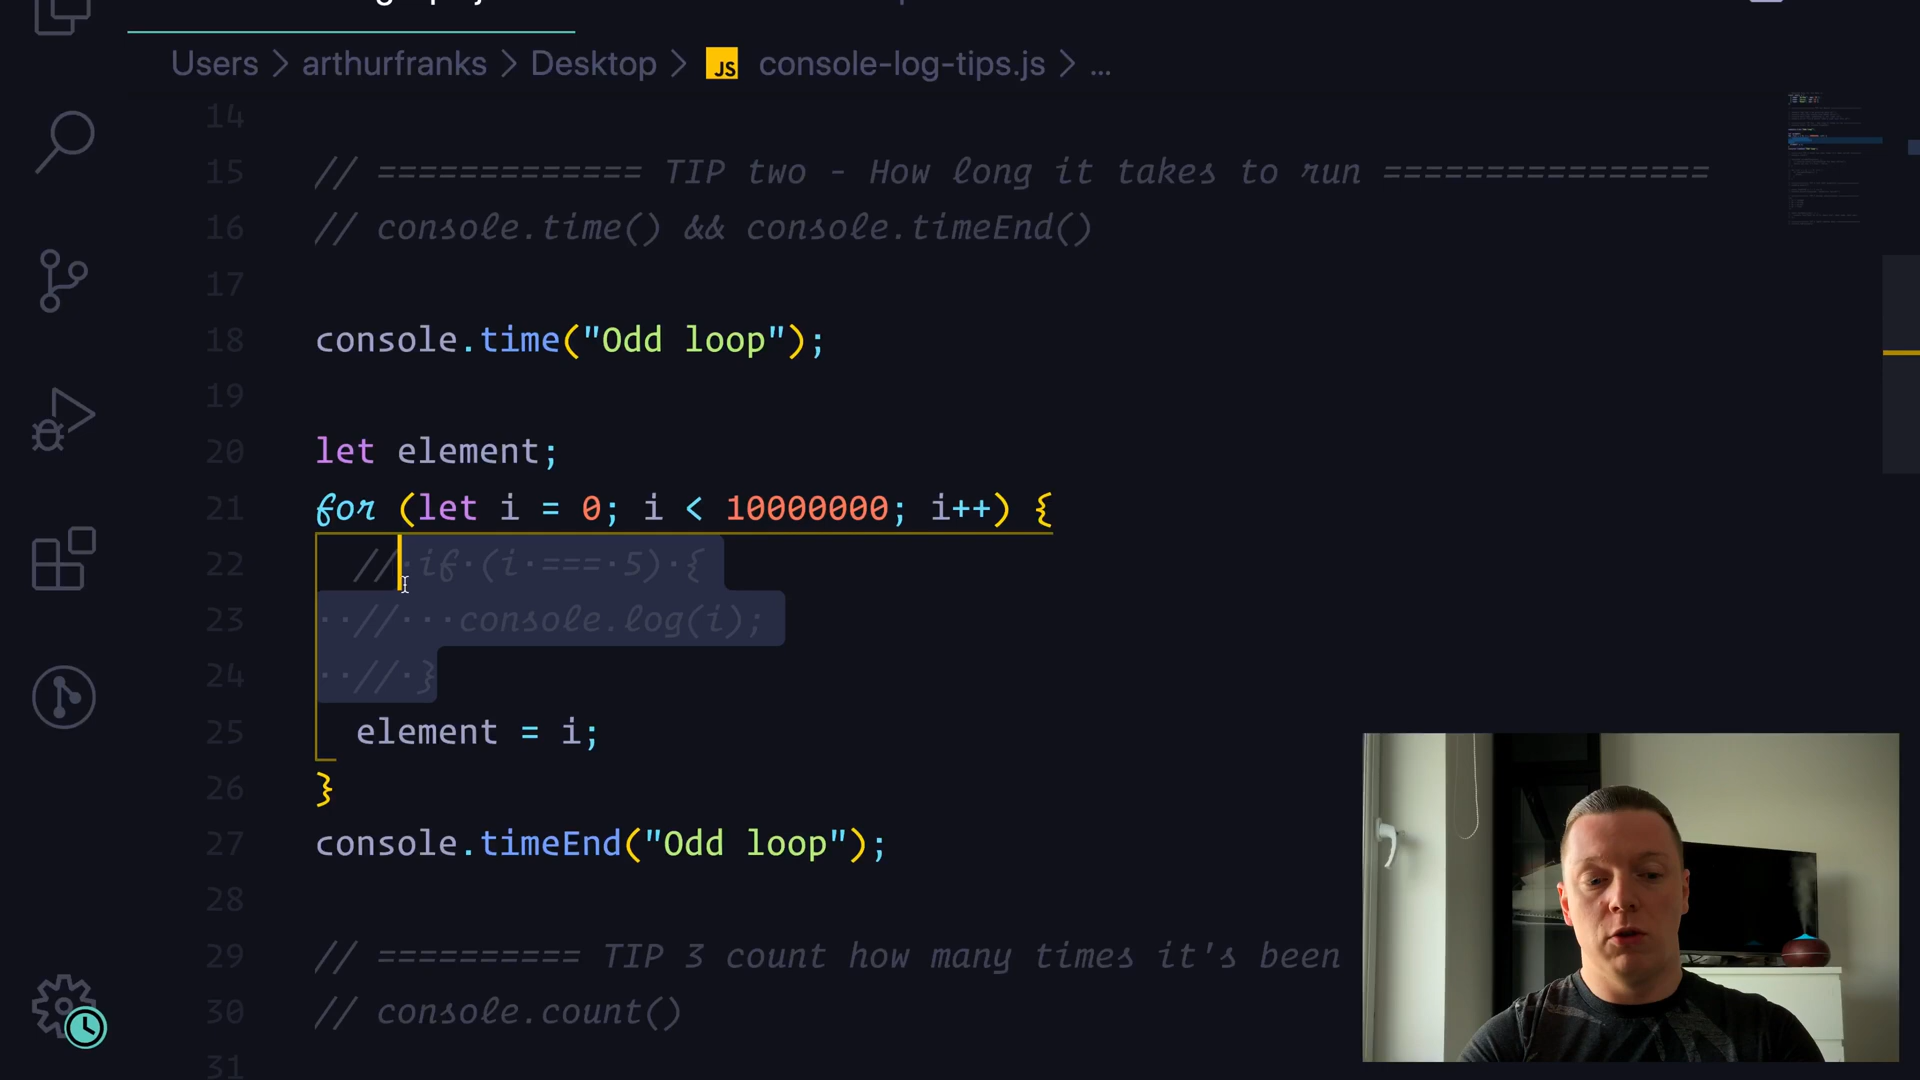 Users > arthurfranks > Desktop > JS console-log-tips.js > ...
14
15 // ============= TIP two - How long it takes to run ================
16 // console.time() && console.timeEnd()
17
18 console.time("Odd loop");
19
20 let element;
21 for (let i = 0; i < 10000000; i++) {
22 // if (i === 5) {
23 // console.log(i);
24 // }
25 element = i;
26 }
27 console.timeEnd("Odd loop");
28
29 // ========== TIP 3 count how many times it's been
30 // console.count()
31